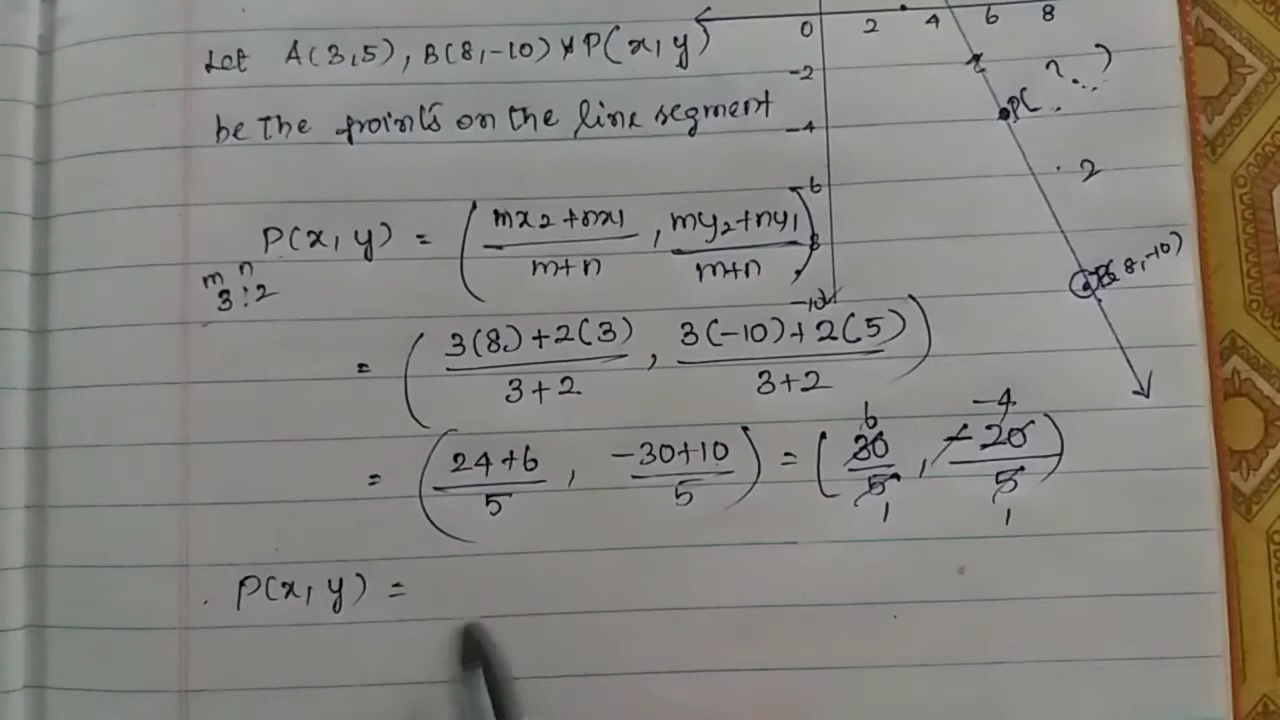 0 2 4 6 8
Let A(3,5), B(8,-10) & P(x, y)
-2
?..)
P(
be the points on the line segment
-4
2
6
P(x, y) = ( mx2+nx1 / m+n , my2+ny1 / m+n )
8
m n
3:2
B(8,-10)
-10
= ( 3(8)+2(3) / 3+2 , 3(-10)+2(5) / 3+2 )
6 -4
= ( 24+6 / 5 , -30+10 / 5 ) = ( 30 / 5 , -20 / 5 )
1 1
P(x, y) =